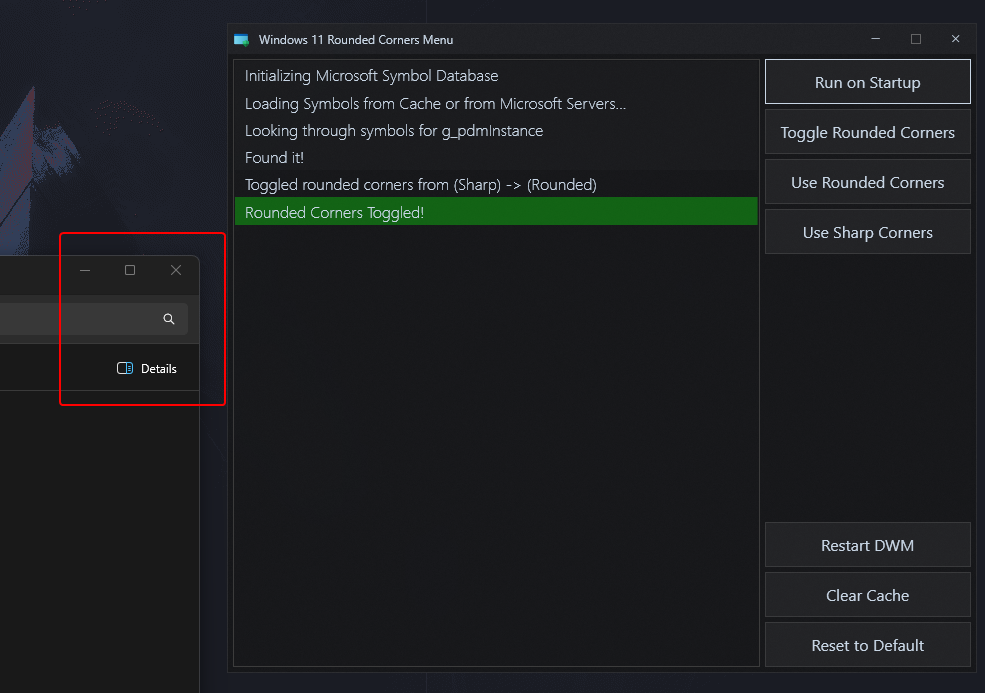 Windows 11 Rounded Corners Menu
Initializing Microsoft Symbol Database
Loading Symbols from Cache or from Microsoft Servers...
Looking through symbols for g_pdmInstance
Found it!
Toggled rounded corners from (Sharp) -> (Rounded)
Rounded Corners Toggled!
Run on Startup
Toggle Rounded Corners
Use Rounded Corners
Use Sharp Corners
Restart DWM
Clear Cache
Reset to Default
Details